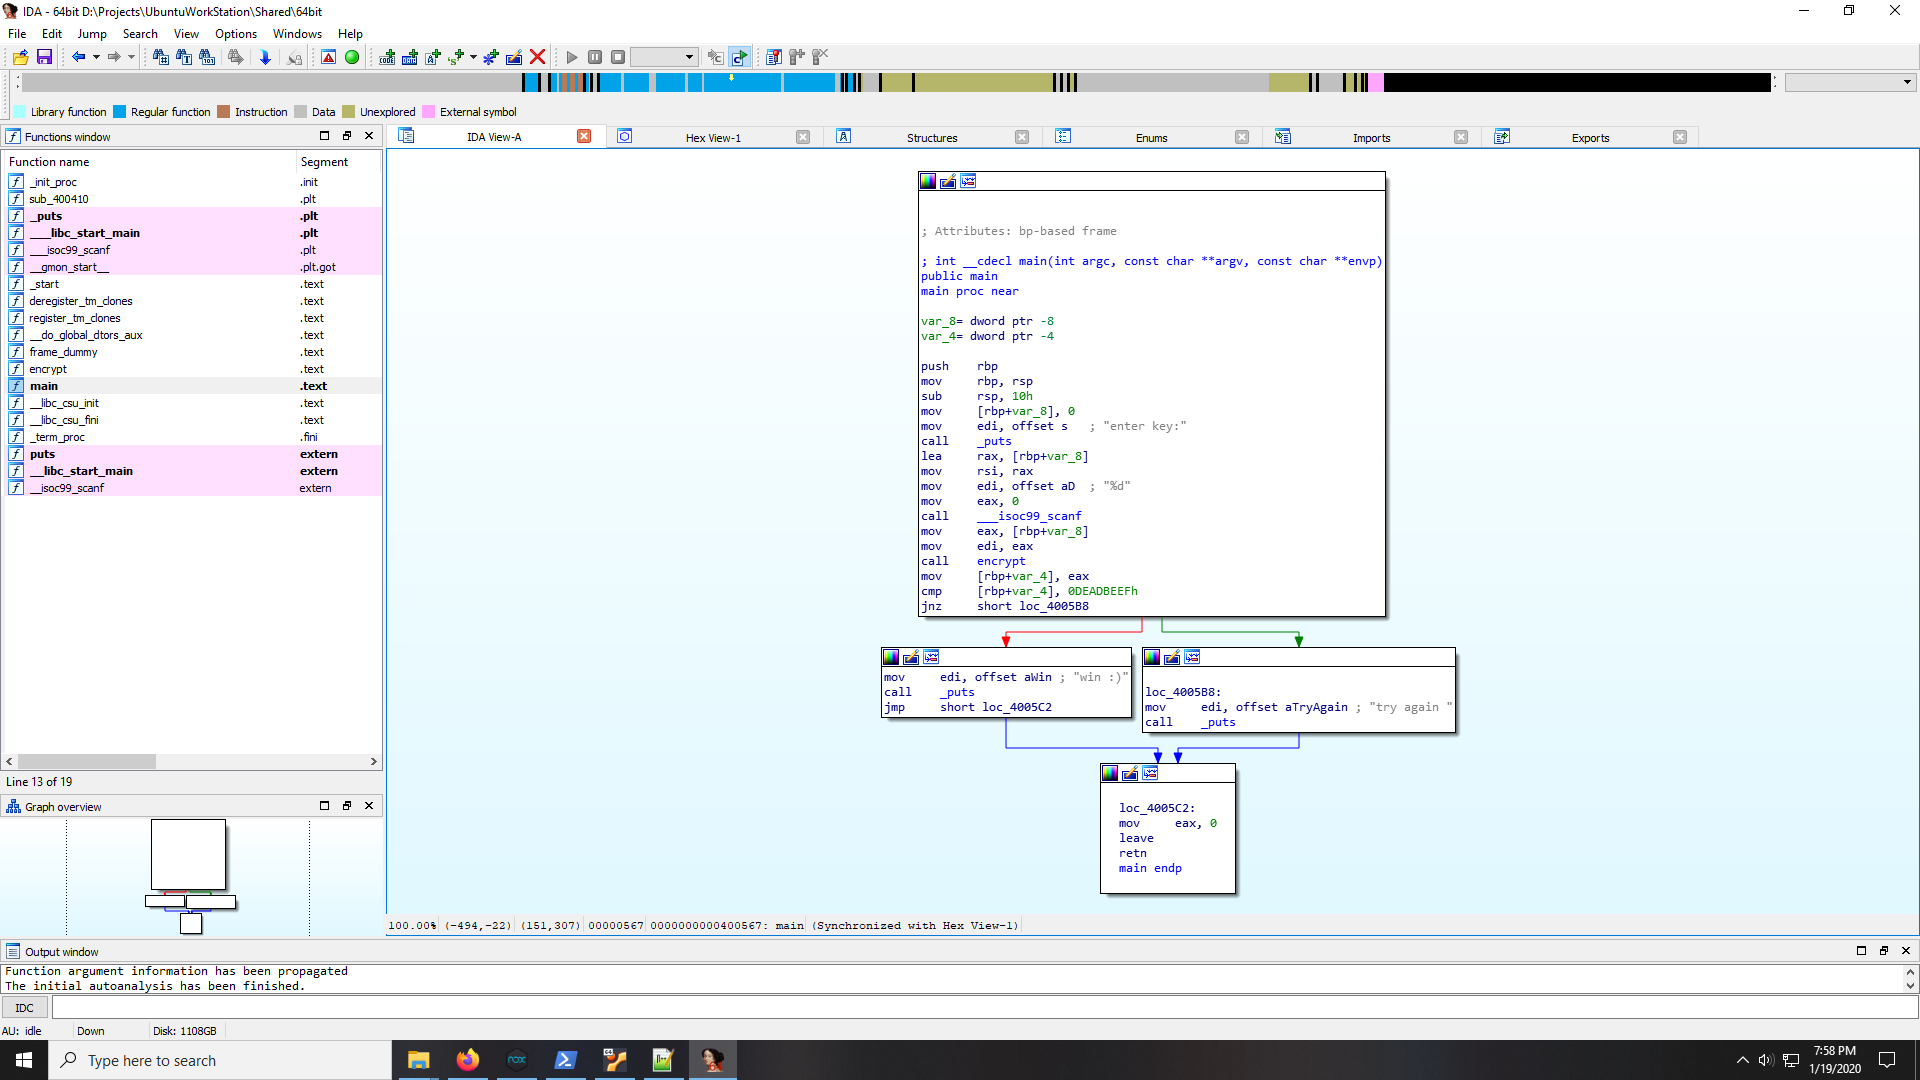 IDA - 64bit D:\Projects\UbuntuWorkStation\Shared\64bit
File Edit Jump Search View Options Windows Help
Library function Regular function Instruction Data Unexplored External symbol
Functions window
IDA View-A Hex View-1 Structures Enums Imports Exports
Function name Segment
_init_proc .init
sub_400410 .plt
_puts .plt
___libc_start_main .plt
___isoc99_scanf .plt
__gmon_start__ .plt.got
_start .text
deregister_tm_clones .text
register_tm_clones .text
__do_global_dtors_aux .text
frame_dummy .text
encrypt .text
main .text
__libc_csu_init .text
__libc_csu_fini .text
_term_proc .fini
puts extern
__libc_start_main extern
__isoc99_scanf extern
Line 13 of 19
Graph overview
; Attributes: bp-based frame
; int __cdecl main(int argc, const char **argv, const char **envp)
public main
main proc near
var_8= dword ptr -8
var_4= dword ptr -4
push rbp
mov rbp, rsp
sub rsp, 10h
mov [rbp+var_8], 0
mov edi, offset s ; "enter key:"
call _puts
lea rax, [rbp+var_8]
mov rsi, rax
mov edi, offset aD ; "%d"
mov eax, 0
call ___isoc99_scanf
mov eax, [rbp+var_8]
mov edi, eax
call encrypt
mov [rbp+var_4], eax
cmp [rbp+var_4], 0DEADBEEFh
jnz short loc_4005B8
mov edi, offset aWin ; "win :)"
call _puts
jmp short loc_4005C2
loc_4005B8:
mov edi, offset aTryAgain ; "try again "
call _puts
loc_4005C2:
mov eax, 0
leave
retn
main endp
100.00% (-494,-22) (151,307) 00000567 0000000000400567: main (Synchronized with Hex View-1)
Output window
Function argument information has been propagated
The initial autoanalysis has been finished.
IDC
AU: idle Down Disk: 1108GB
Type here to search
nox
7:58 PM
1/19/2020